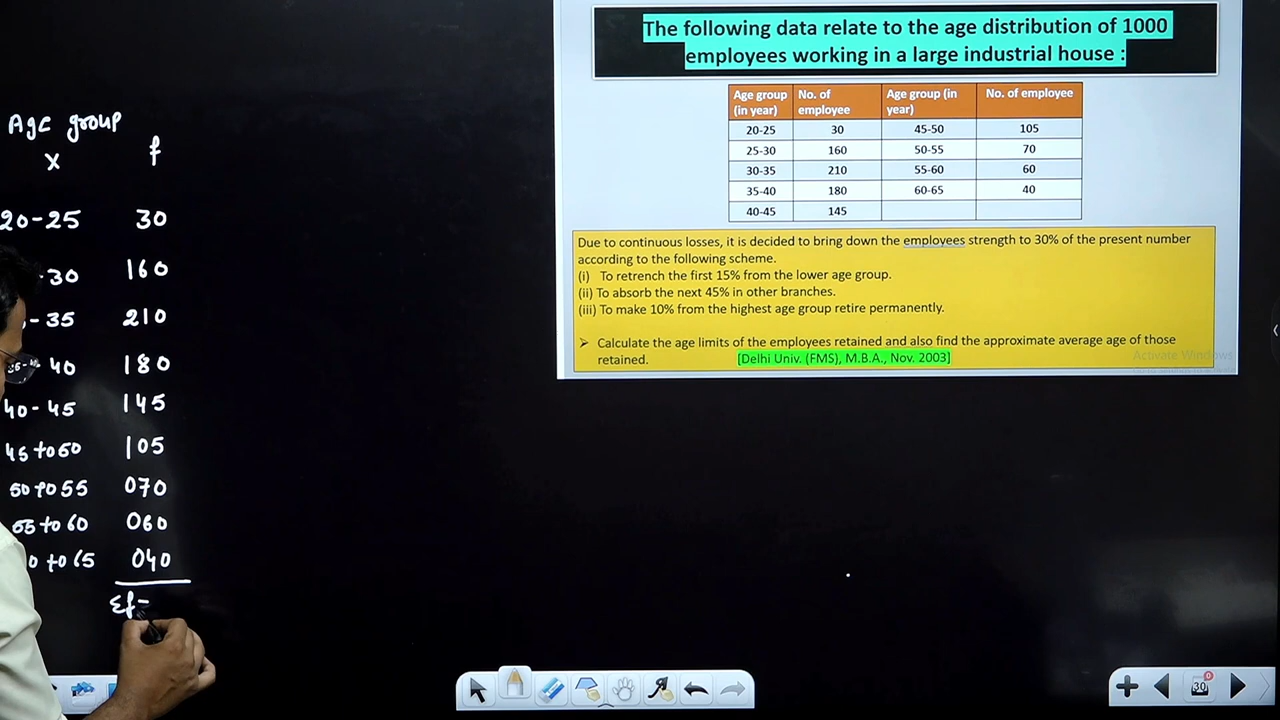 The following data relate to the age distribution of 1000
employees working in a large industrial house :
Age group (in year) No. of employee Age group (in year) No. of employee
20-25 30 45-50 105
25-30 160 50-55 70
30-35 210 55-60 60
35-40 180 60-65 40
40-45 145
Due to continuous losses, it is decided to bring down the employees strength to 30% of the present number
according to the following scheme.
(i) To retrench the first 15% from the lower age group.
(ii) To absorb the next 45% in other branches.
(iii) To make 10% from the highest age group retire permanently.
➢ Calculate the age limits of the employees retained and also find the approximate average age of those
retained. [Delhi Univ. (FMS), M.B.A., Nov. 2003]
Activate Windows
Age group
x f
20-25 30
-30 160
-35 210
40 180
40-45 145
45 to 50 105
50 to 55 070
55 to 60 060
0 to 65 040
Σf=
30
0